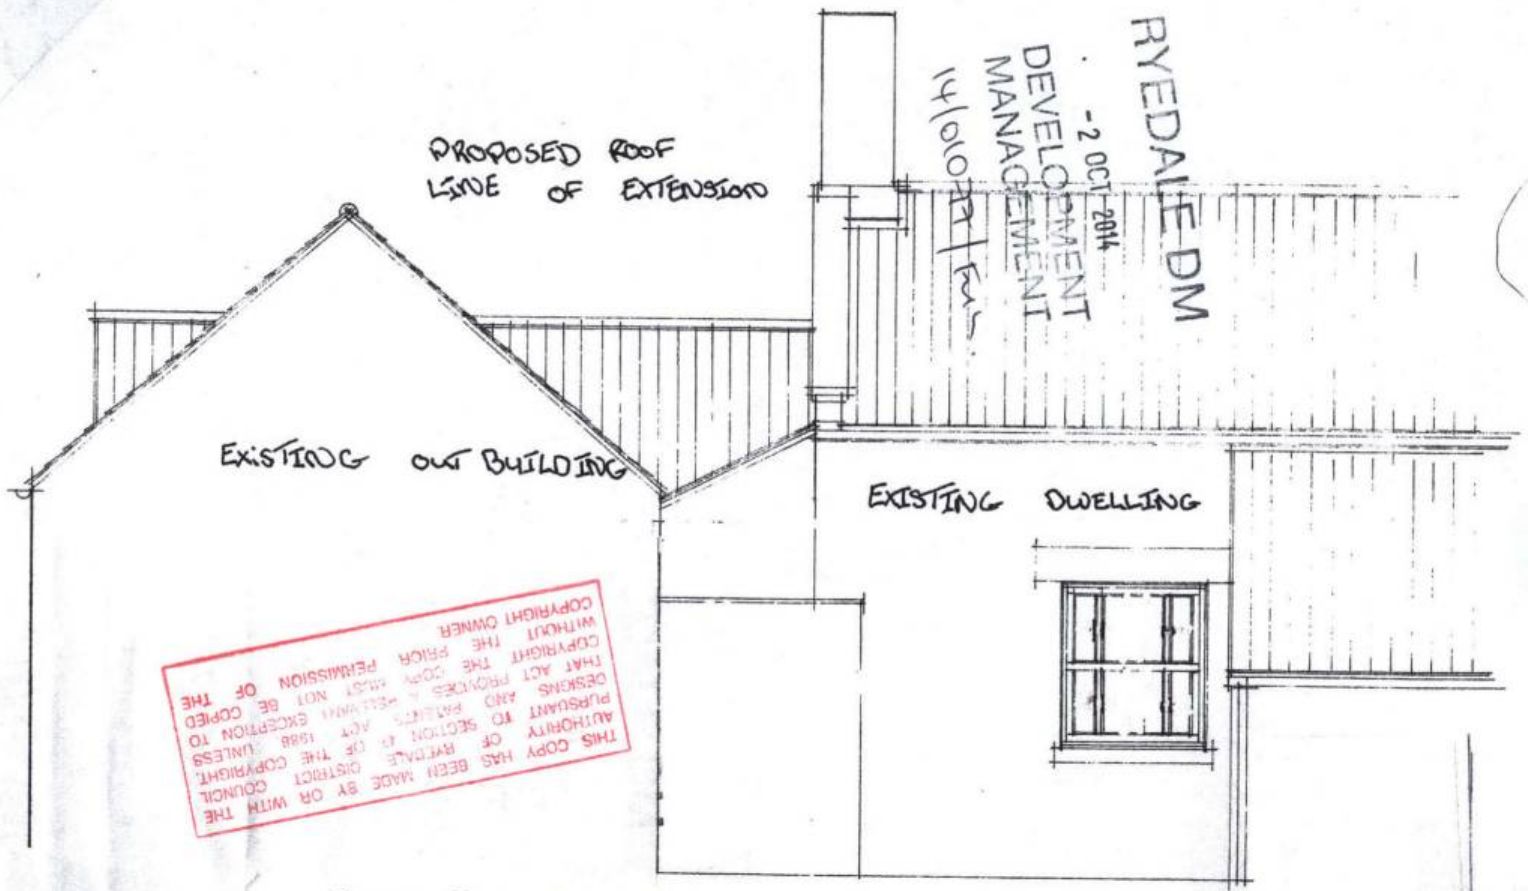 PROPOSED ROOF
LINE OF EXTENSION
RYEDALE DM
-2 OCT 2014
DEVELOPMENT
MANAGEMENT
EXISTING OUT BUILDING
EXISTING DWELLING
THIS COPY HAS BEEN MADE BY OR WITH THE
AUTHORITY OF RYEDALE DISTRICT COUNCIL
PURSUANT TO SECTION 47 OF THE COPYRIGHT,
DESIGNS AND PATENTS ACT 1988 UNLESS
THAT ACT PROVIDES A RELEVANT EXCEPTION TO
COPYRIGHT THE COPY MUST NOT BE COPIED
WITHOUT THE PRIOR PERMISSION OF THE
COPYRIGHT OWNER